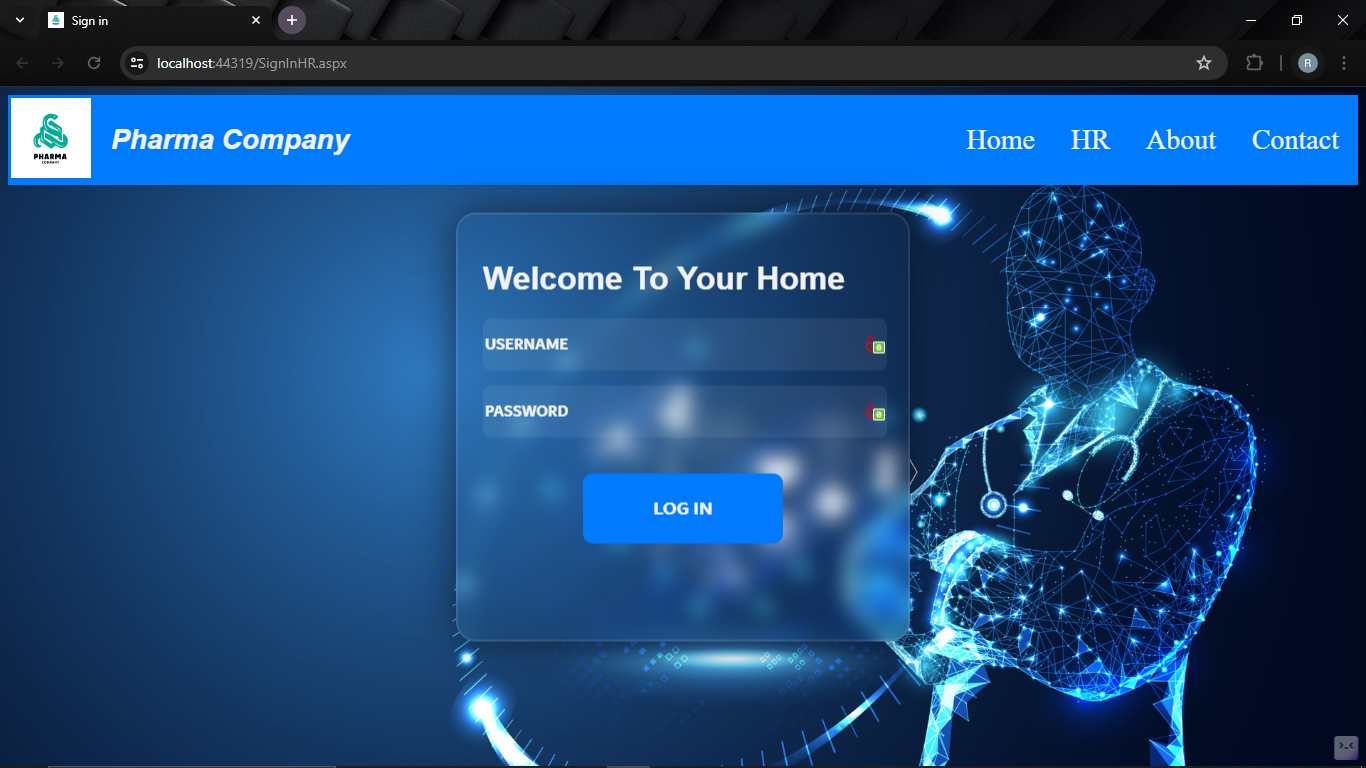 Sign in
localhost:44319/SignInHR.aspx
R
PHARMA
COMPANY
Pharma Company
Home HR About Contact
Welcome To Your Home
USERNAME
PASSWORD
LOG IN